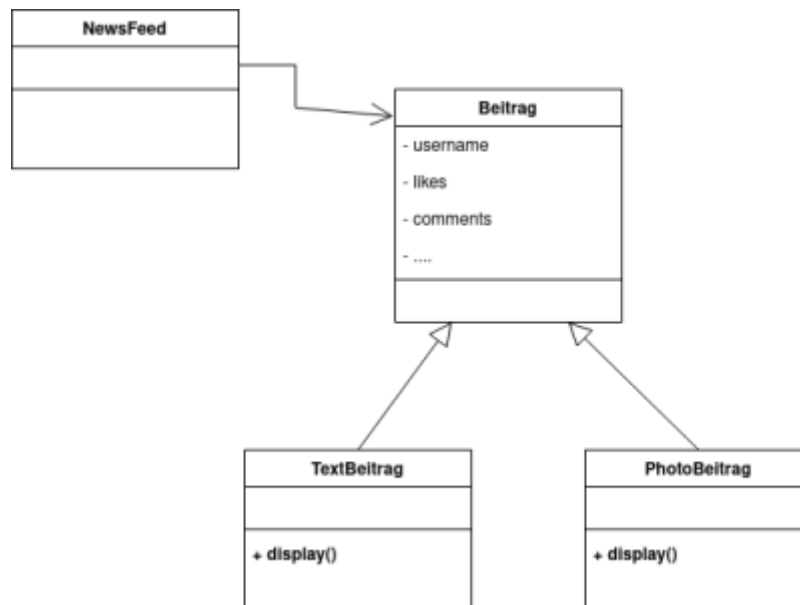 NewsFeed
Beitrag
- username
- likes
- comments
- ....
TextBeitrag
+ display()
PhotoBeitrag
+ display()